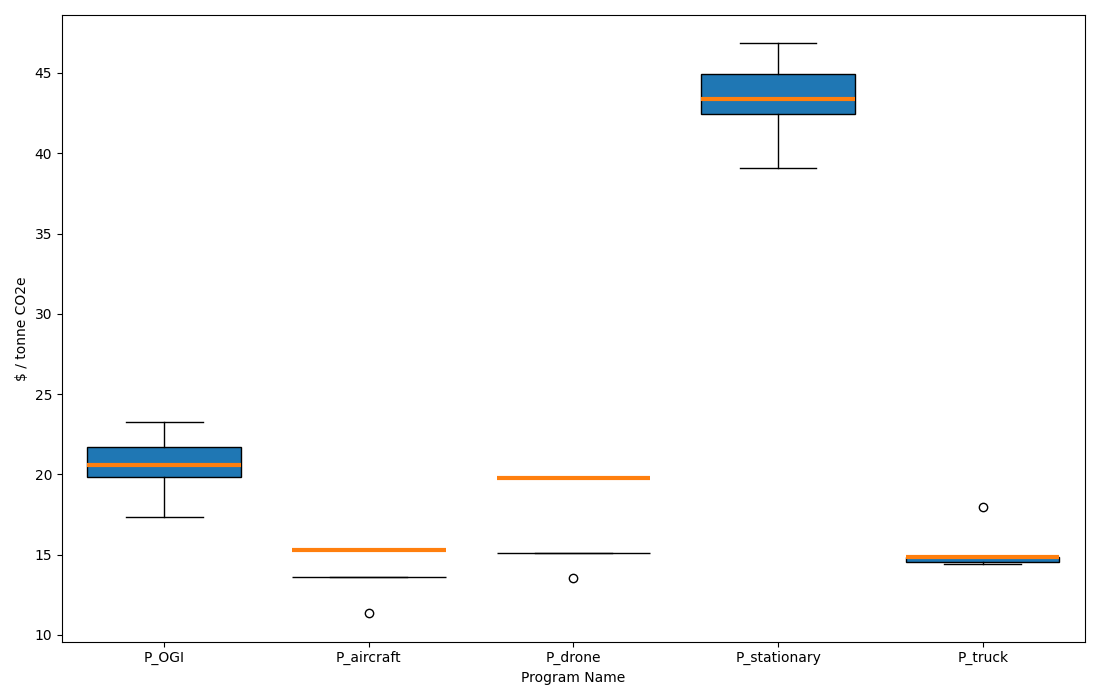 $ / tonne CO2e
45
40
35
30
25
20
15
10
P_OGI
P_aircraft
P_drone
P_stationary
P_truck
Program Name